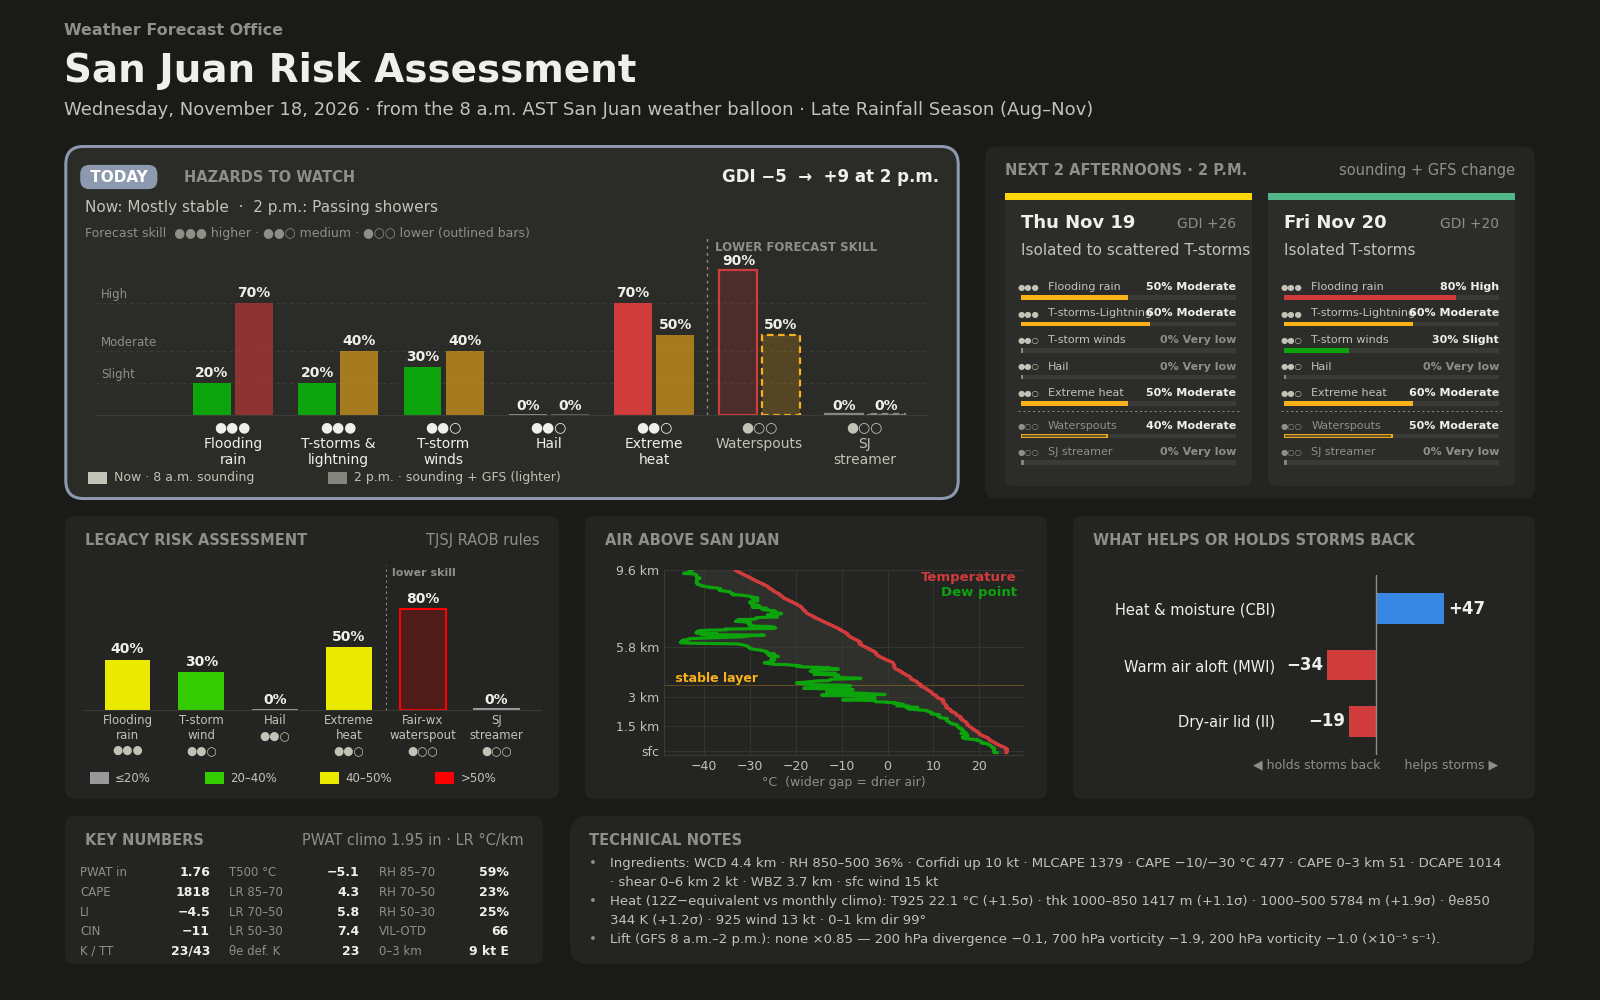 Weather Forecast Office
San Juan Risk Assessment
Wednesday, November 18, 2026 · from the 8 a.m. AST San Juan weather balloon · Late Rainfall Season (Aug–Nov)
TODAY HAZARDS TO WATCH GDI −5 → +9 at 2 p.m.
Now: Mostly stable · 2 p.m.: Passing showers
Forecast skill ●●● higher · ●●○ medium · ●○○ lower (outlined bars)
LOWER FORECAST SKILL
High
Moderate
Slight
20% 70% 20% 40% 30% 40% 0% 0% 70% 50% 90% 50% 0% 0%
●●● ●●● ●●○ ●●○ ●●○ ●○○ ●○○
Flooding rain
T-storms & lightning
T-storm winds
Hail
Extreme heat
Waterspouts
SJ streamer
Now · 8 a.m. sounding 2 p.m. · sounding + GFS (lighter)
NEXT 2 AFTERNOONS · 2 P.M. sounding + GFS change
Thu Nov 19 GDI +26
Isolated to scattered T-storms
●●● Flooding rain 50% Moderate
●●● T-storms-Lightning 60% Moderate
●●○ T-storm winds 0% Very low
●●○ Hail 0% Very low
●●○ Extreme heat 50% Moderate
●○○ Waterspouts 40% Moderate
●○○ SJ streamer 0% Very low
Fri Nov 20 GDI +20
Isolated T-storms
●●● Flooding rain 80% High
●●● T-storms-Lightning 60% Moderate
●●○ T-storm winds 30% Slight
●●○ Hail 0% Very low
●●○ Extreme heat 60% Moderate
●○○ Waterspouts 50% Moderate
●○○ SJ streamer 0% Very low
LEGACY RISK ASSESSMENT TJSJ RAOB rules
lower skill
40% 30% 0% 50% 80% 0%
Flooding rain ●●●
T-storm wind ●●○
Hail ●●○
Extreme heat ●●○
Fair-wx waterspout ●○○
SJ streamer ●○○
≤20% 20–40% 40–50% >50%
AIR ABOVE SAN JUAN
Temperature
Dew point
stable layer
9.6 km
5.8 km
3 km
1.5 km
sfc
−40 −30 −20 −10 0 10 20
°C (wider gap = drier air)
WHAT HELPS OR HOLDS STORMS BACK
Heat & moisture (CBI) +47
Warm air aloft (MWI) −34
Dry-air lid (II) −19
◀ holds storms back helps storms ▶
KEY NUMBERS PWAT climo 1.95 in · LR °C/km
PWAT in 1.76 T500 °C −5.1 RH 85–70 59%
CAPE 1818 LR 85–70 4.3 RH 70–50 23%
LI −4.5 LR 70–50 5.8 RH 50–30 25%
CIN −11 LR 50–30 7.4 VIL-OTD 66
K / TT 23/43 θe def. K 23 0–3 km 9 kt E
TECHNICAL NOTES
• Ingredients: WCD 4.4 km · RH 850–500 36% · Corfidi up 10 kt · MLCAPE 1379 · CAPE −10/−30 °C 477 · CAPE 0–3 km 51 · DCAPE 1014
· shear 0–6 km 2 kt · WBZ 3.7 km · sfc wind 15 kt
• Heat (12Z−equivalent vs monthly climo): T925 22.1 °C (+1.5σ) · thk 1000–850 1417 m (+1.1σ) · 1000–500 5784 m (+1.9σ) · θe850
344 K (+1.2σ) · 925 wind 13 kt · 0–1 km dir 99°
• Lift (GFS 8 a.m.–2 p.m.): none ×0.85 — 200 hPa divergence −0.1, 700 hPa vorticity −1.9, 200 hPa vorticity −1.0 (×10⁻⁵ s⁻¹).